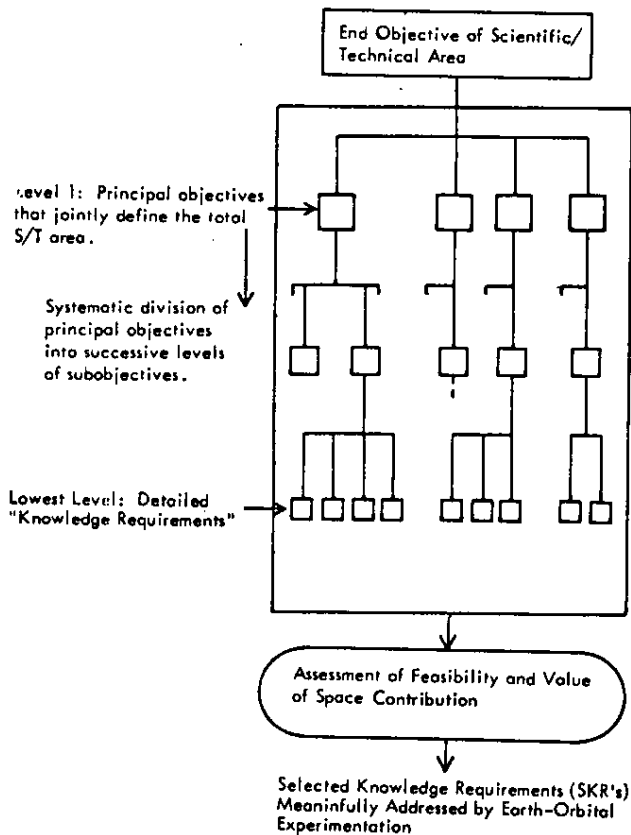 End Objective of Scientific/
Technical Area
Level 1: Principal objectives
that jointly define the total
S/T area.
Systematic division of
principal objectives
into successive levels
of subobjectives.
Lowest Level: Detailed
"Knowledge Requirements"
Assessment of Feasibility and Value
of Space Contribution
Selected Knowledge Requirements (SKR's)
Meaninfully Addressed by Earth-Orbital
Experimentation